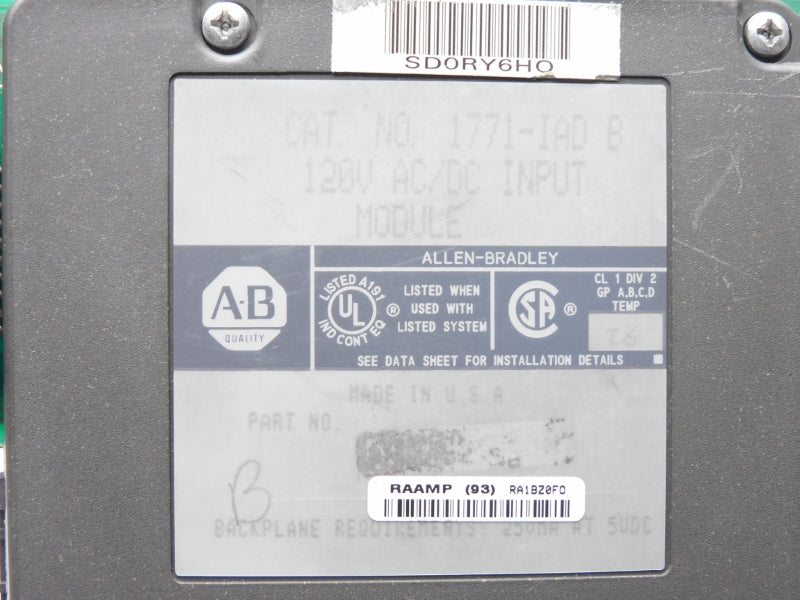 SD0RY6HO
CAT. NO. 1771-IAD B
120V AC/DC INPUT
MODULE
ALLEN-BRADLEY
A-B
QUALITY
LISTED A191
UL
IND CONT EQ
®
LISTED WHEN
USED WITH
LISTED SYSTEM
SA
®
CL 1 DIV 2
GP A,B,C,D
TEMP
T6
SEE DATA SHEET FOR INSTALLATION DETAILS
MADE IN U.S.A
PART NO.
B
RAAMP (93) RA1BZ0FO
BACKPLANE REQUIREMENTS: 250MA AT 5VDC